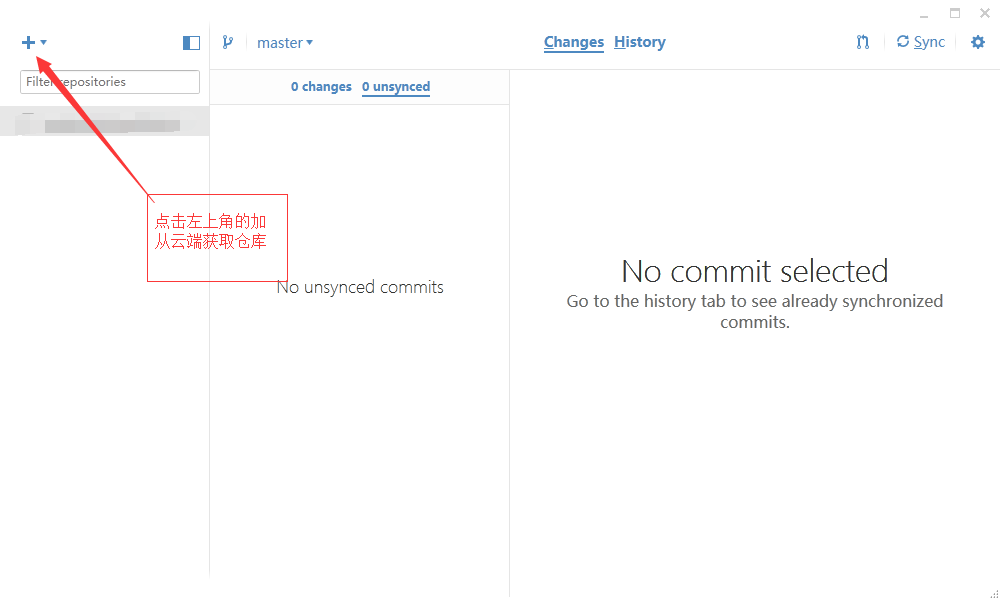 master
Changes History
Sync
Filter repositories
0 changes 0 unsynced
点击左上角的加
从云端获取仓库
No unsynced commits
No commit selected
Go to the history tab to see already synchronized
commits.